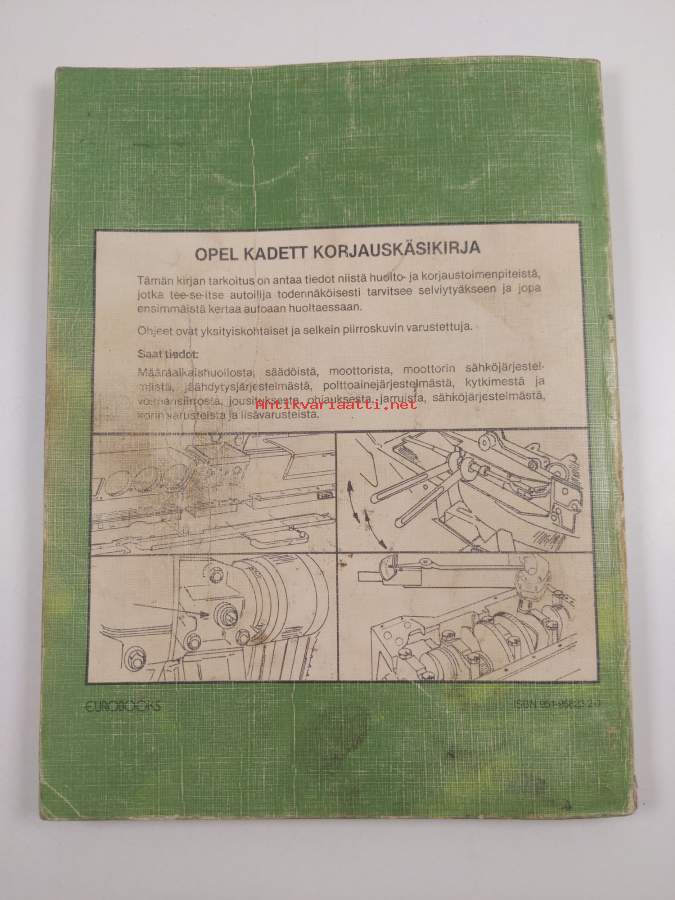 OPEL KADETT KORJAUSKÄSIKIRJA
Tämän kirjan tarkoitus on antaa tiedot niistä huolto- ja korjaustoimenpiteistä,
jotka tee-se-itse autoilija todennäköisesti tarvitsee selviytyäkseen ja jopa
ensimmäistä kertaa autoaan huoltaessaan.
Ohjeet ovat yksityiskohtaiset ja selkein piirroskuvin varustettuja.
Saat tiedot:
Määräaikaishuollosta, säädöistä, moottorista, moottorin sähköjärjestel-
mästä, jäähdytysjärjestelmästä, polttoainejärjestelmästä, kytkimestä ja
voimansiirrosta, jousituksesta, ohjauksesta, jarruista, sähköjärjestelmästä,
Antikvariaatti.net
korin varusteista ja lisävarusteista.
EUROBOOKS
ISBN